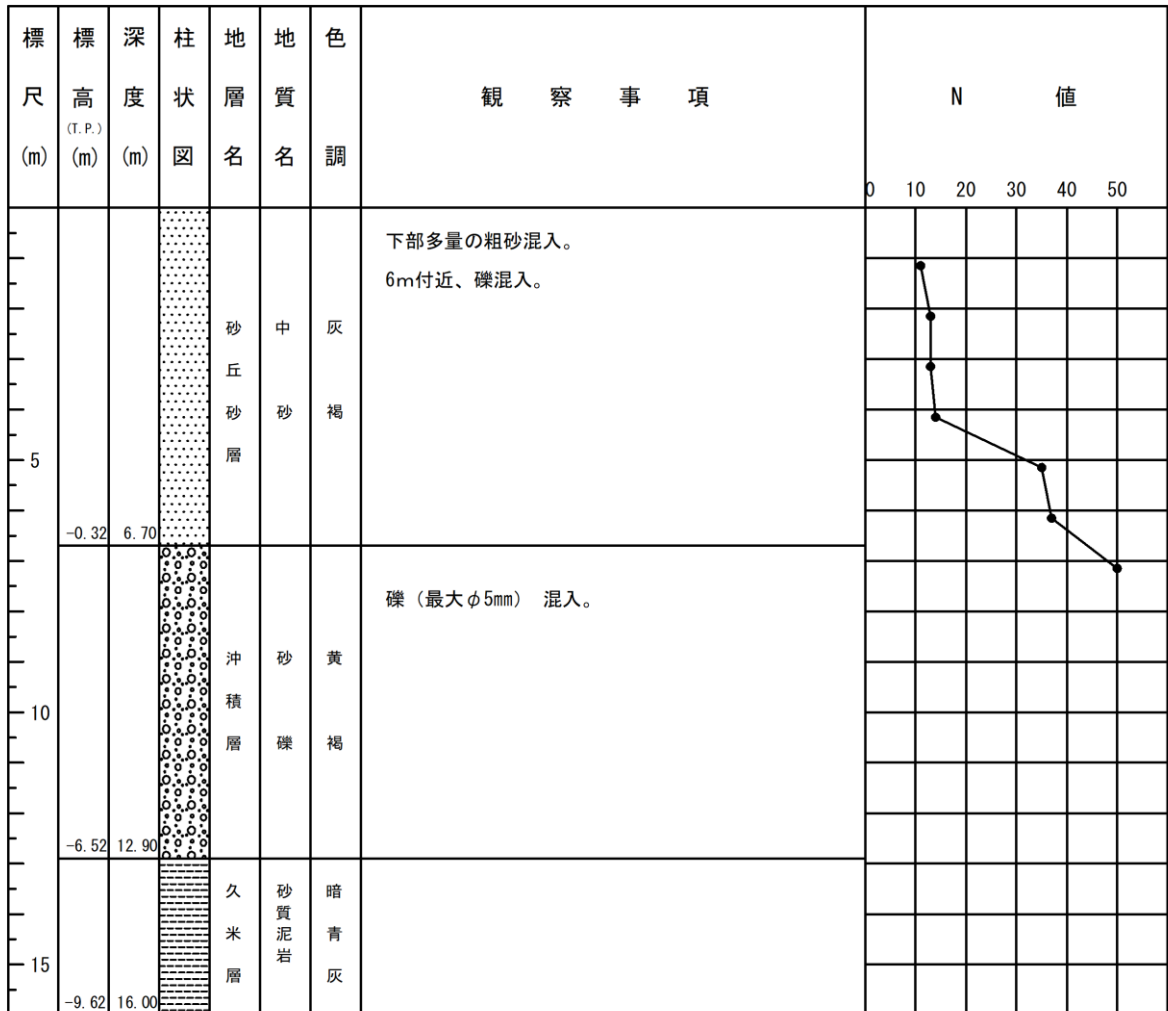 標尺(m)
標高(T.P.)(m)
深度(m)
柱状図
地層名
地質名
色調
観察事項
N値
0 10 20 30 40 50
砂丘砂層
中砂
灰褐
下部多量の粗砂混入。
6m付近、礫混入。
5
-0.32 6.70
沖積層
砂礫
黄褐
礫(最大φ5㎜) 混入。
10
-6.52 12.90
久米層
砂質泥岩
暗青灰
15
-9.62 16.00